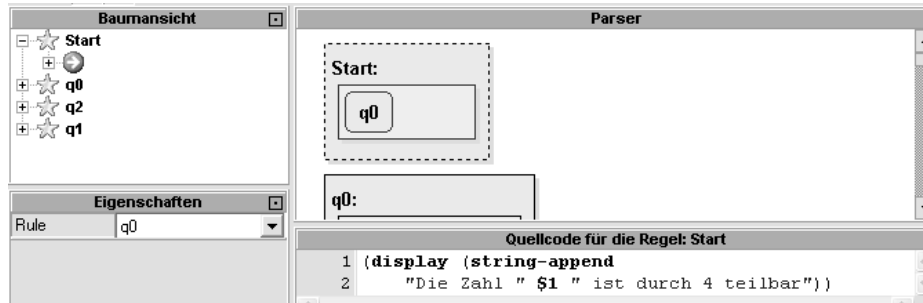 Baumansicht
Start
q0
q2
q1
Eigenschaften
Rule q0
Parser
Start:
q0
q0:
Quellcode für die Regel: Start
1 (display (string-append
2 "Die Zahl " $1 " ist durch 4 teilbar"))